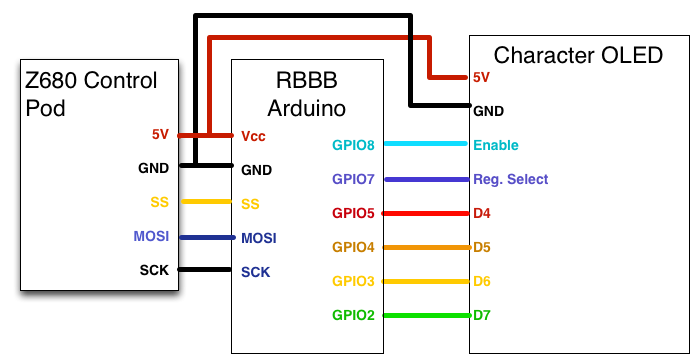 Z680 Control
Pod
5V
GND
SS
MOSI
SCK
RBBB
Arduino
Vcc
GND
SS
MOSI
SCK
GPIO8
GPIO7
GPIO5
GPIO4
GPIO3
GPIO2
Character OLED
5V
GND
Enable
Reg. Select
D4
D5
D6
D7